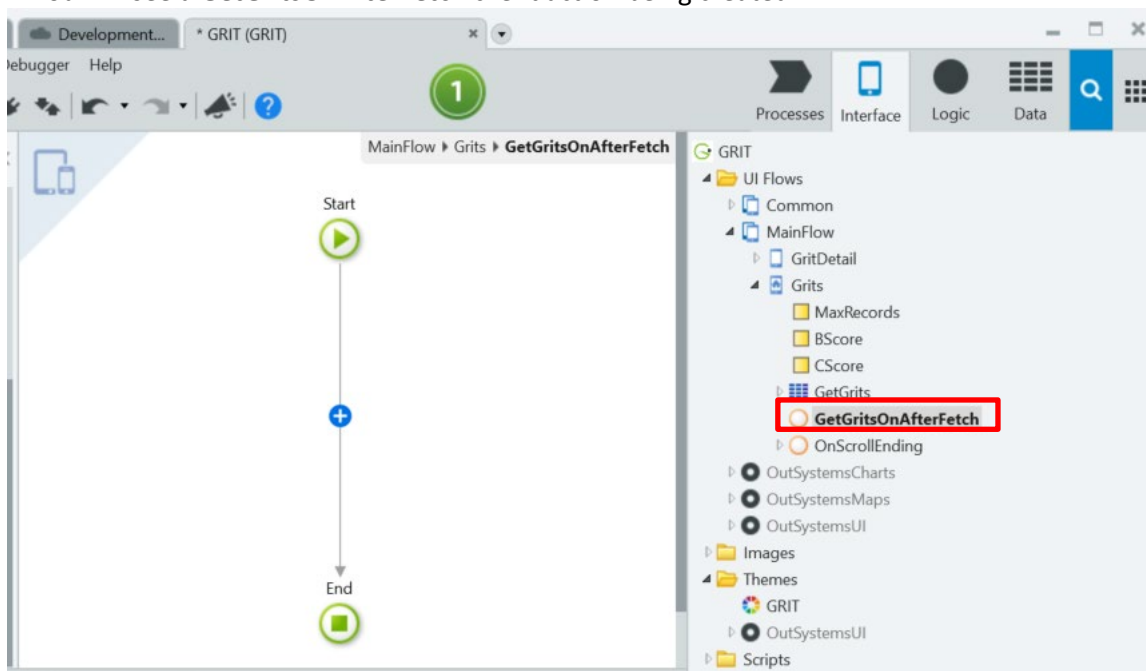 Development...
* GRIT (GRIT)
Debugger Help
1
Processes Interface Logic Data
MainFlow Grits GetGritsOnAfterFetch
Start
End
GRIT
UI Flows
Common
MainFlow
GritDetail
Grits
MaxRecords
BScore
CScore
GetGrits
GetGritsOnAfterFetch
OnScrollEnding
OutSystemsCharts
OutSystemsMaps
OutSystemsUI
Images
Themes
GRIT
OutSystemsUI
Scripts